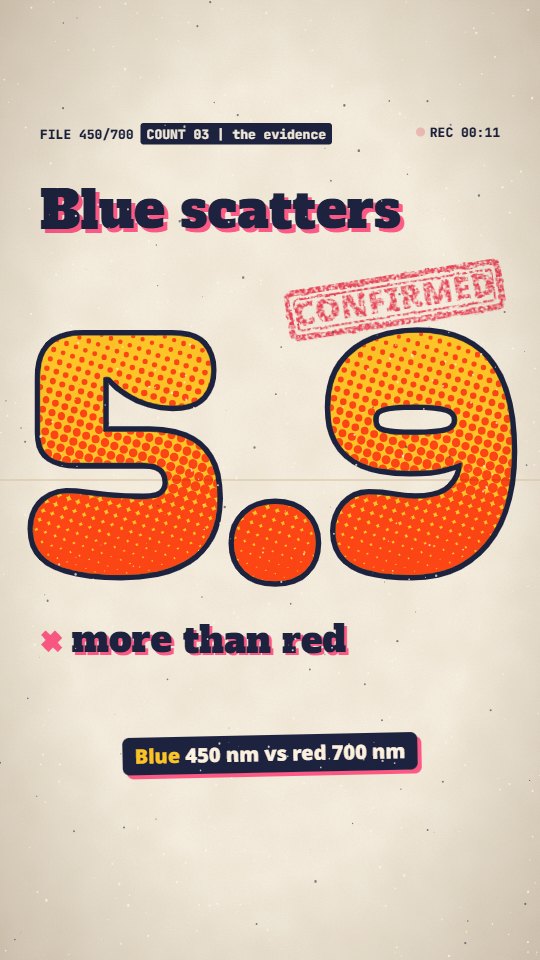 FILE 450/700 COUNT 03 | the evidence
REC 00:11
Blue scatters
CONFIRMED
5.9
✖ more than red
Blue 450 nm vs red 700 nm